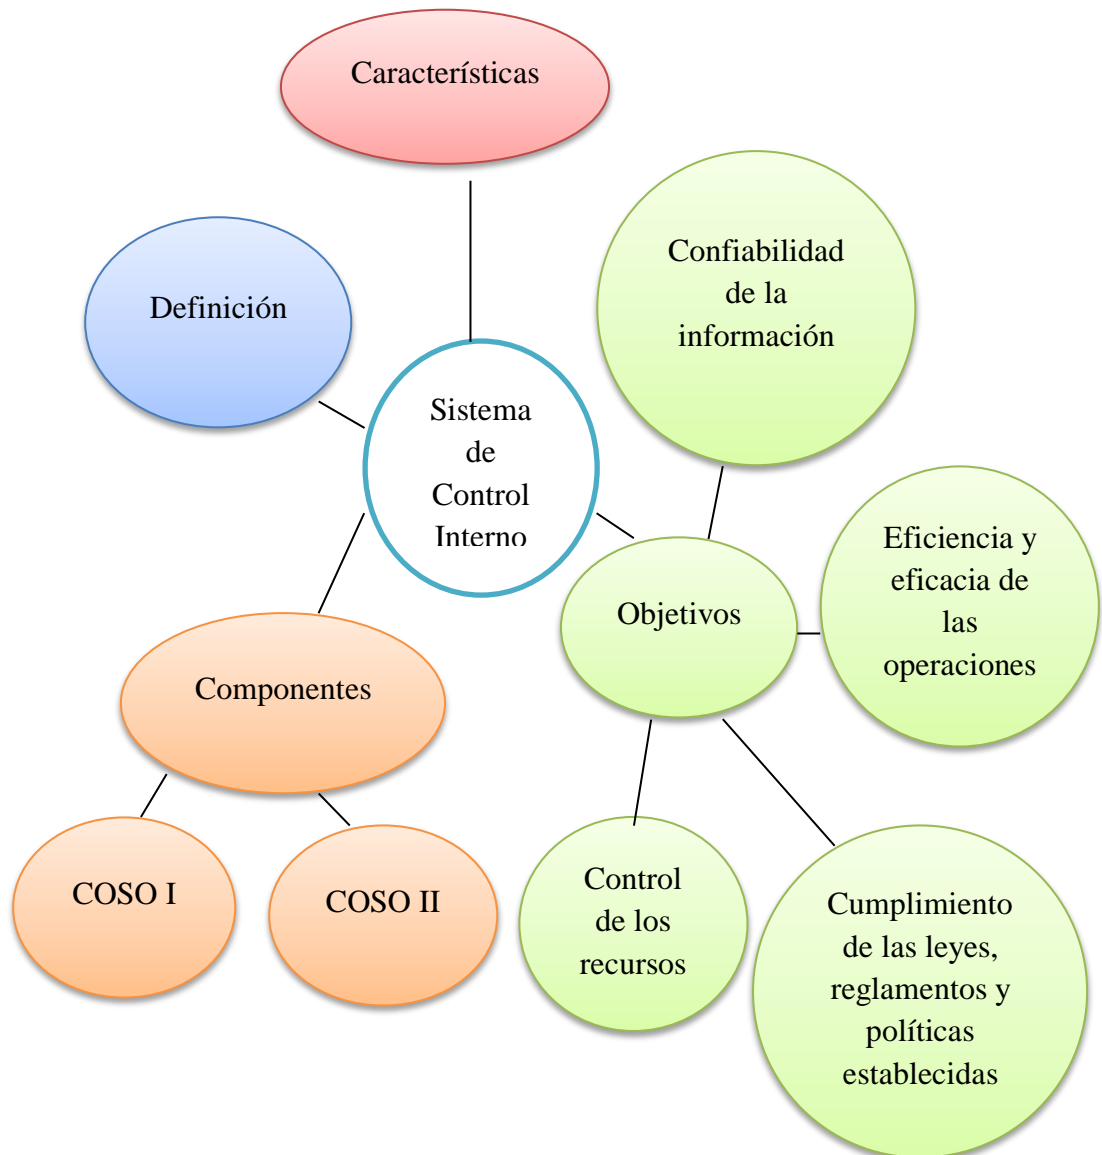 Características
Confiabilidad
de la
información
Definición
Sistema
de
Control
Interno
Eficiencia y
eficacia de
las
operaciones
Objetivos
Componentes
COSO I
COSO II
Control
de los
recursos
Cumplimiento
de las leyes,
reglamentos y
políticas
establecidas